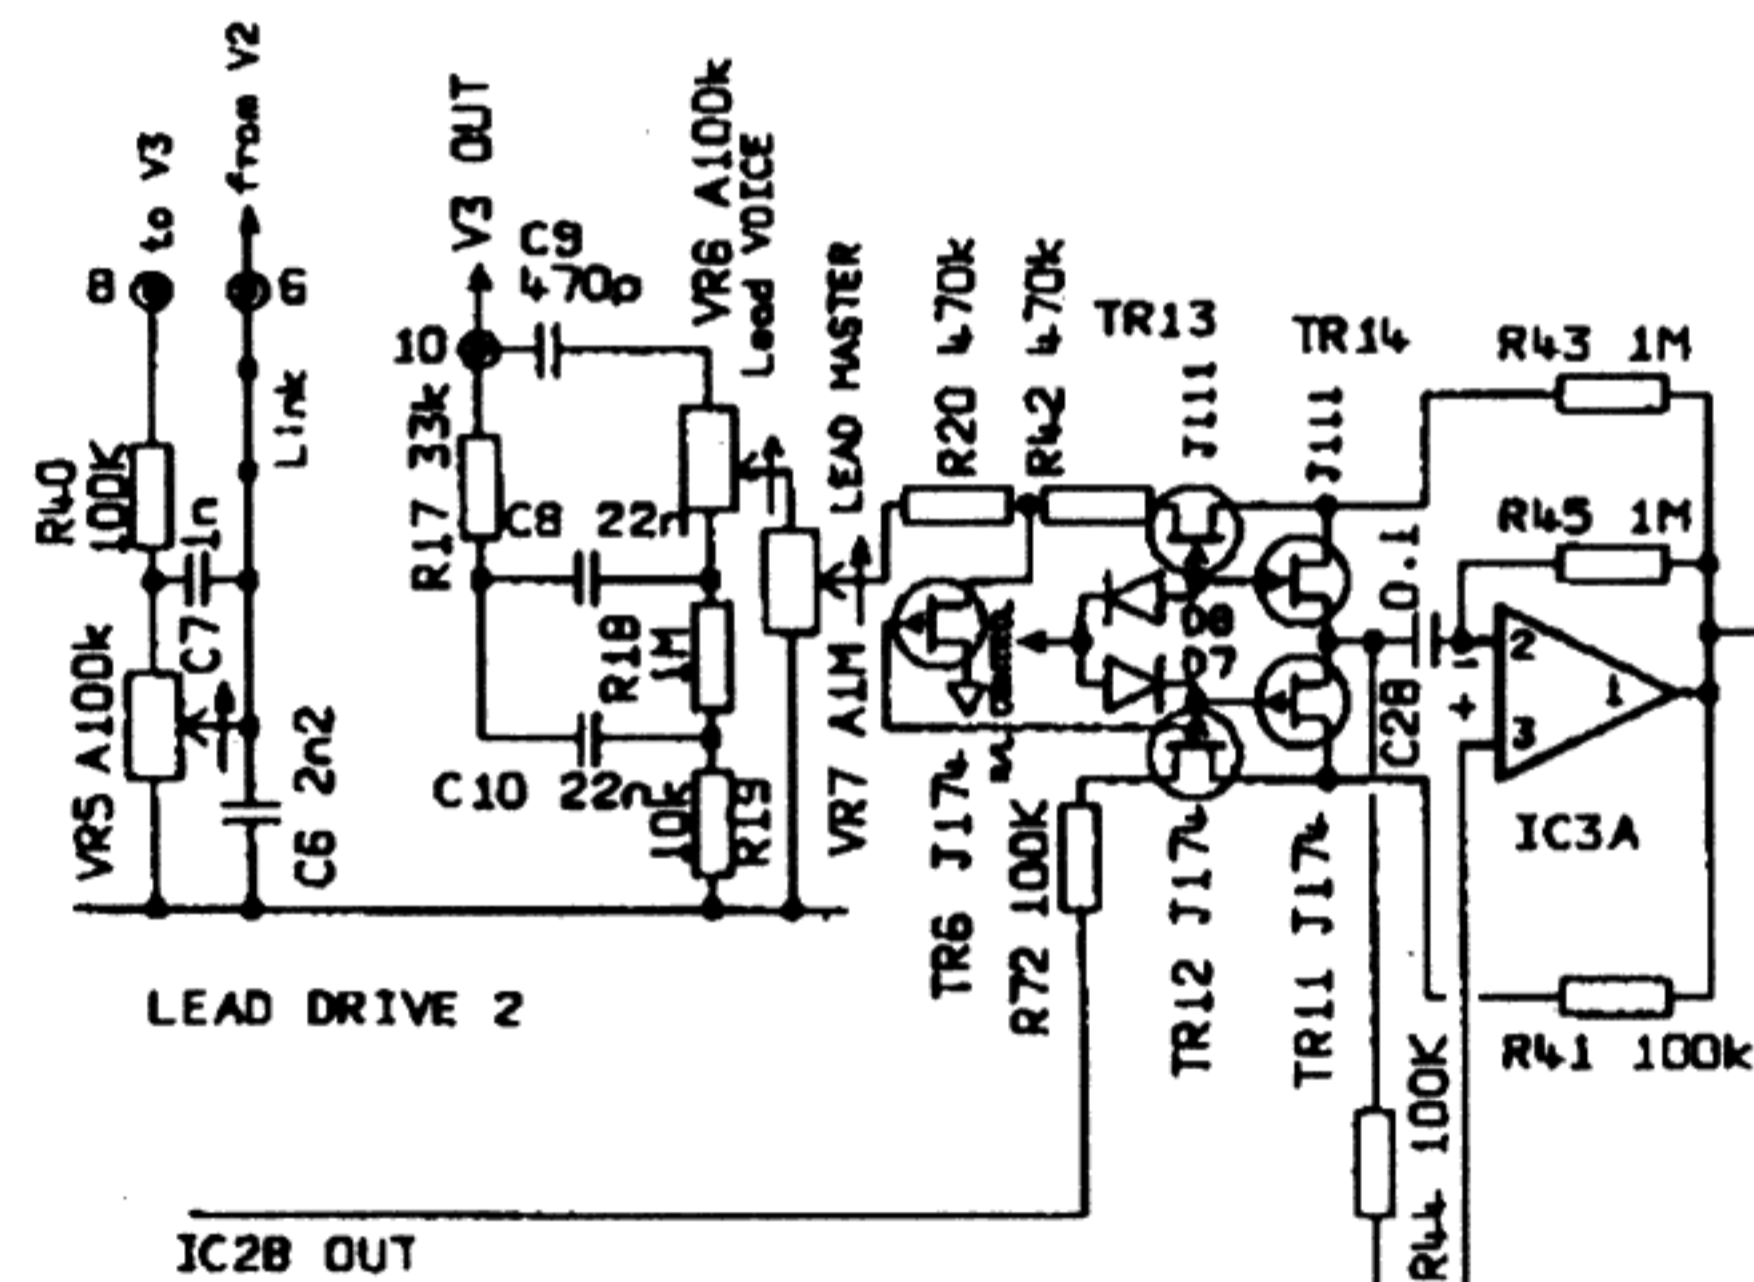 from V2
to V3
8
6
Link
R40
100K
1n
C7
VR5 A100k
C6 2n2
V3 OUT
10
C9
470p
R17 33k
VR6 A100k
Lead VOICE
C8 22n
R18
1M
C10 22n
10k
R19
LEAD MASTER
VR7 A1M
R20 470k
R42 470k
TR13
J111
TR14
J111
D8
D7
TR6 J174
R72 100K
TR12 J174
TR11 J174
R43 1M
R45 1M
C28 0.1
2
-
+
3
1
IC3A
R41 100k
R44 100K
LEAD DRIVE 2
IC2B OUT